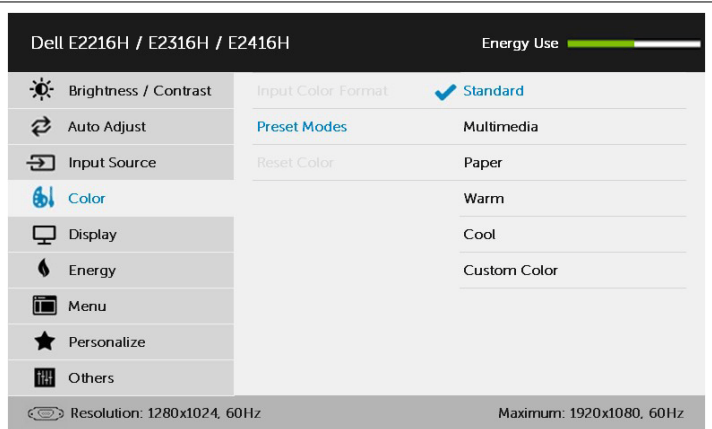 Dell E2216H / E2316H / E2416H Energy Use
Brightness / Contrast Input Color Format Standard
Auto Adjust Preset Modes Multimedia
Input Source Reset Color Paper
Color Warm
Display Cool
Energy Custom Color
Menu
Personalize
Others
Resolution: 1280x1024, 60Hz Maximum: 1920x1080, 60Hz